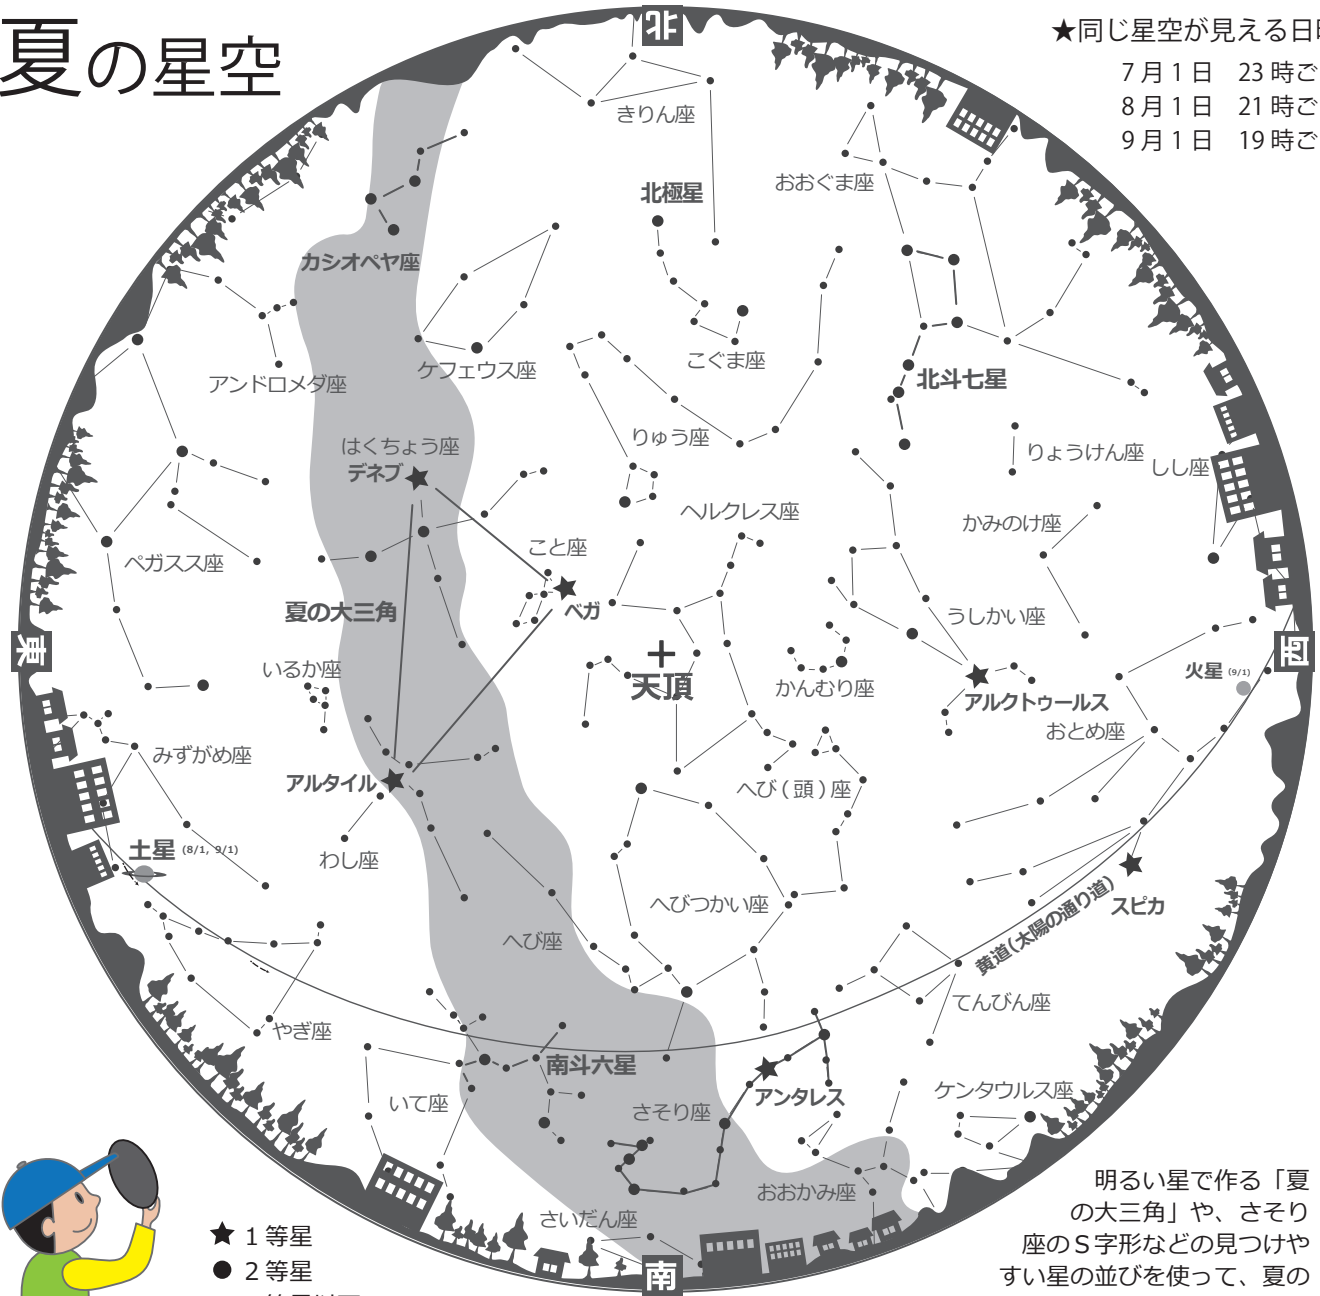 夏の星空
★同じ星空が見える日
7月1日 23時ご
8月1日 21時ご
9月1日 19時ご
北
きりん座
おおぐま座
北極星
カシオペヤ座
こぐま座
アンドロメダ座
ケフェウス座
北斗七星
りゅう座
はくちょう座
デネブ
りょうけん座
しし座
ヘルクレス座
かみのけ座
こと座
ペガスス座
ベガ
夏の大三角
うしかい座
東
西
天頂
いるか座
かんむり座
火星 (9/1)
アルクトゥールス
おとめ座
みずがめ座
アルタイル
へび(頭)座
土星 (8/1, 9/1)
わし座
へびつかい座
スピカ
黄道(太陽の通り道)
へび座
てんびん座
やぎ座
南斗六星
いて座
さそり座
アンタレス
ケンタウルス座
おおかみ座
さいだん座
南
★ 1等星
● 2等星
明るい星で作る「夏
の大三角」や、さそり
座のS字形などの見つけや
すい星の並びを使って、夏の